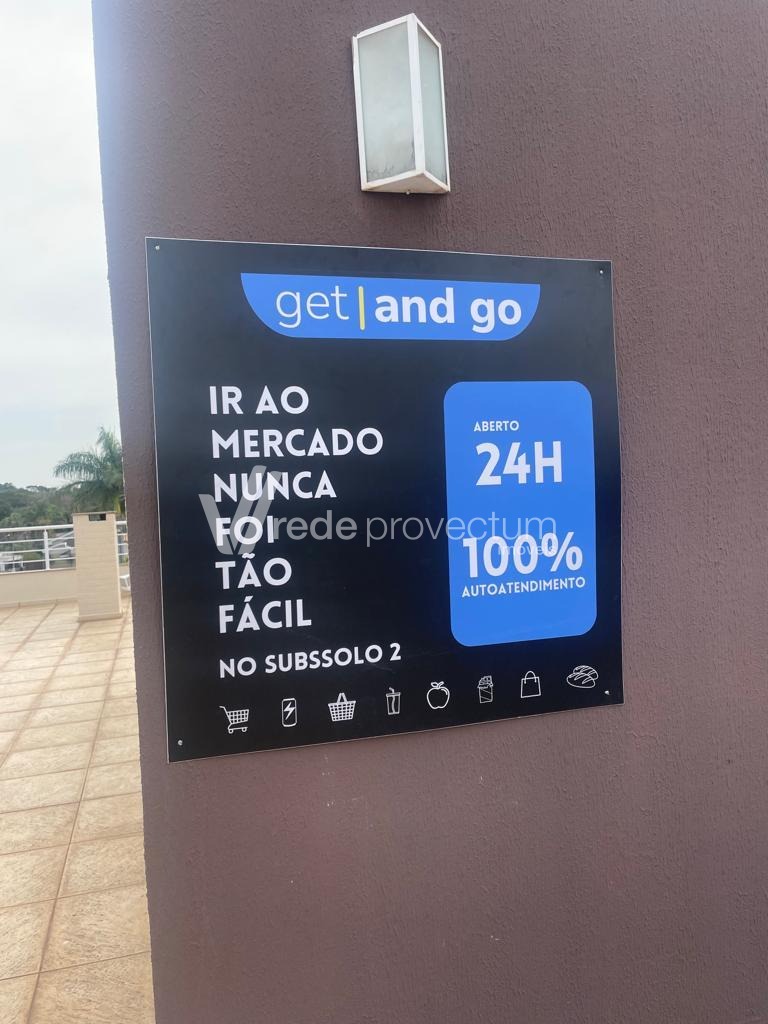 get | and go
IR AO
MERCADO
NUNCA
FOI
TÃO
FÁCIL
NO SUBSSOLO 2
ABERTO
24H
100%
AUTOATENDIMENTO
rede provectum
imóveis